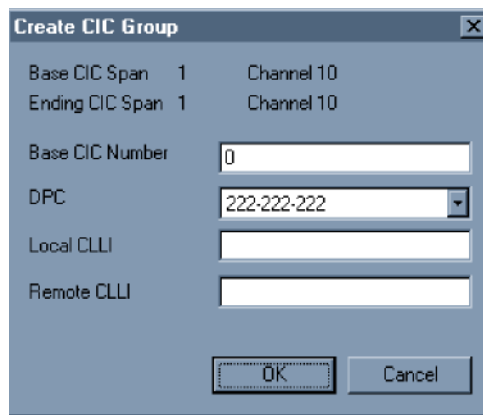 Create CIC Group
Base CIC Span 1 Channel 10
Ending CIC Span 1 Channel 10
Base CIC Number 0
DPC 222-222-222
Local CLLI
Remote CLLI
OK Cancel